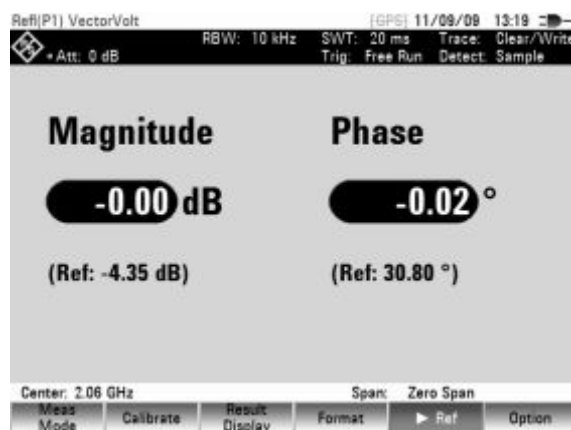 Refl(P1) VectorVolt [GPS] 11/09/09 13:19
Att: 0 dB RBW: 10 kHz SWT: 20 ms Trace: Clear/Write
Trig: Free Run Detect: Sample
Magnitude Phase
-0.00 dB -0.02 °
(Ref: -4.35 dB) (Ref: 30.80 °)
Center: 2.06 GHz Span: Zero Span
Meas Mode Calibrate Result Display Format ► Ref Option